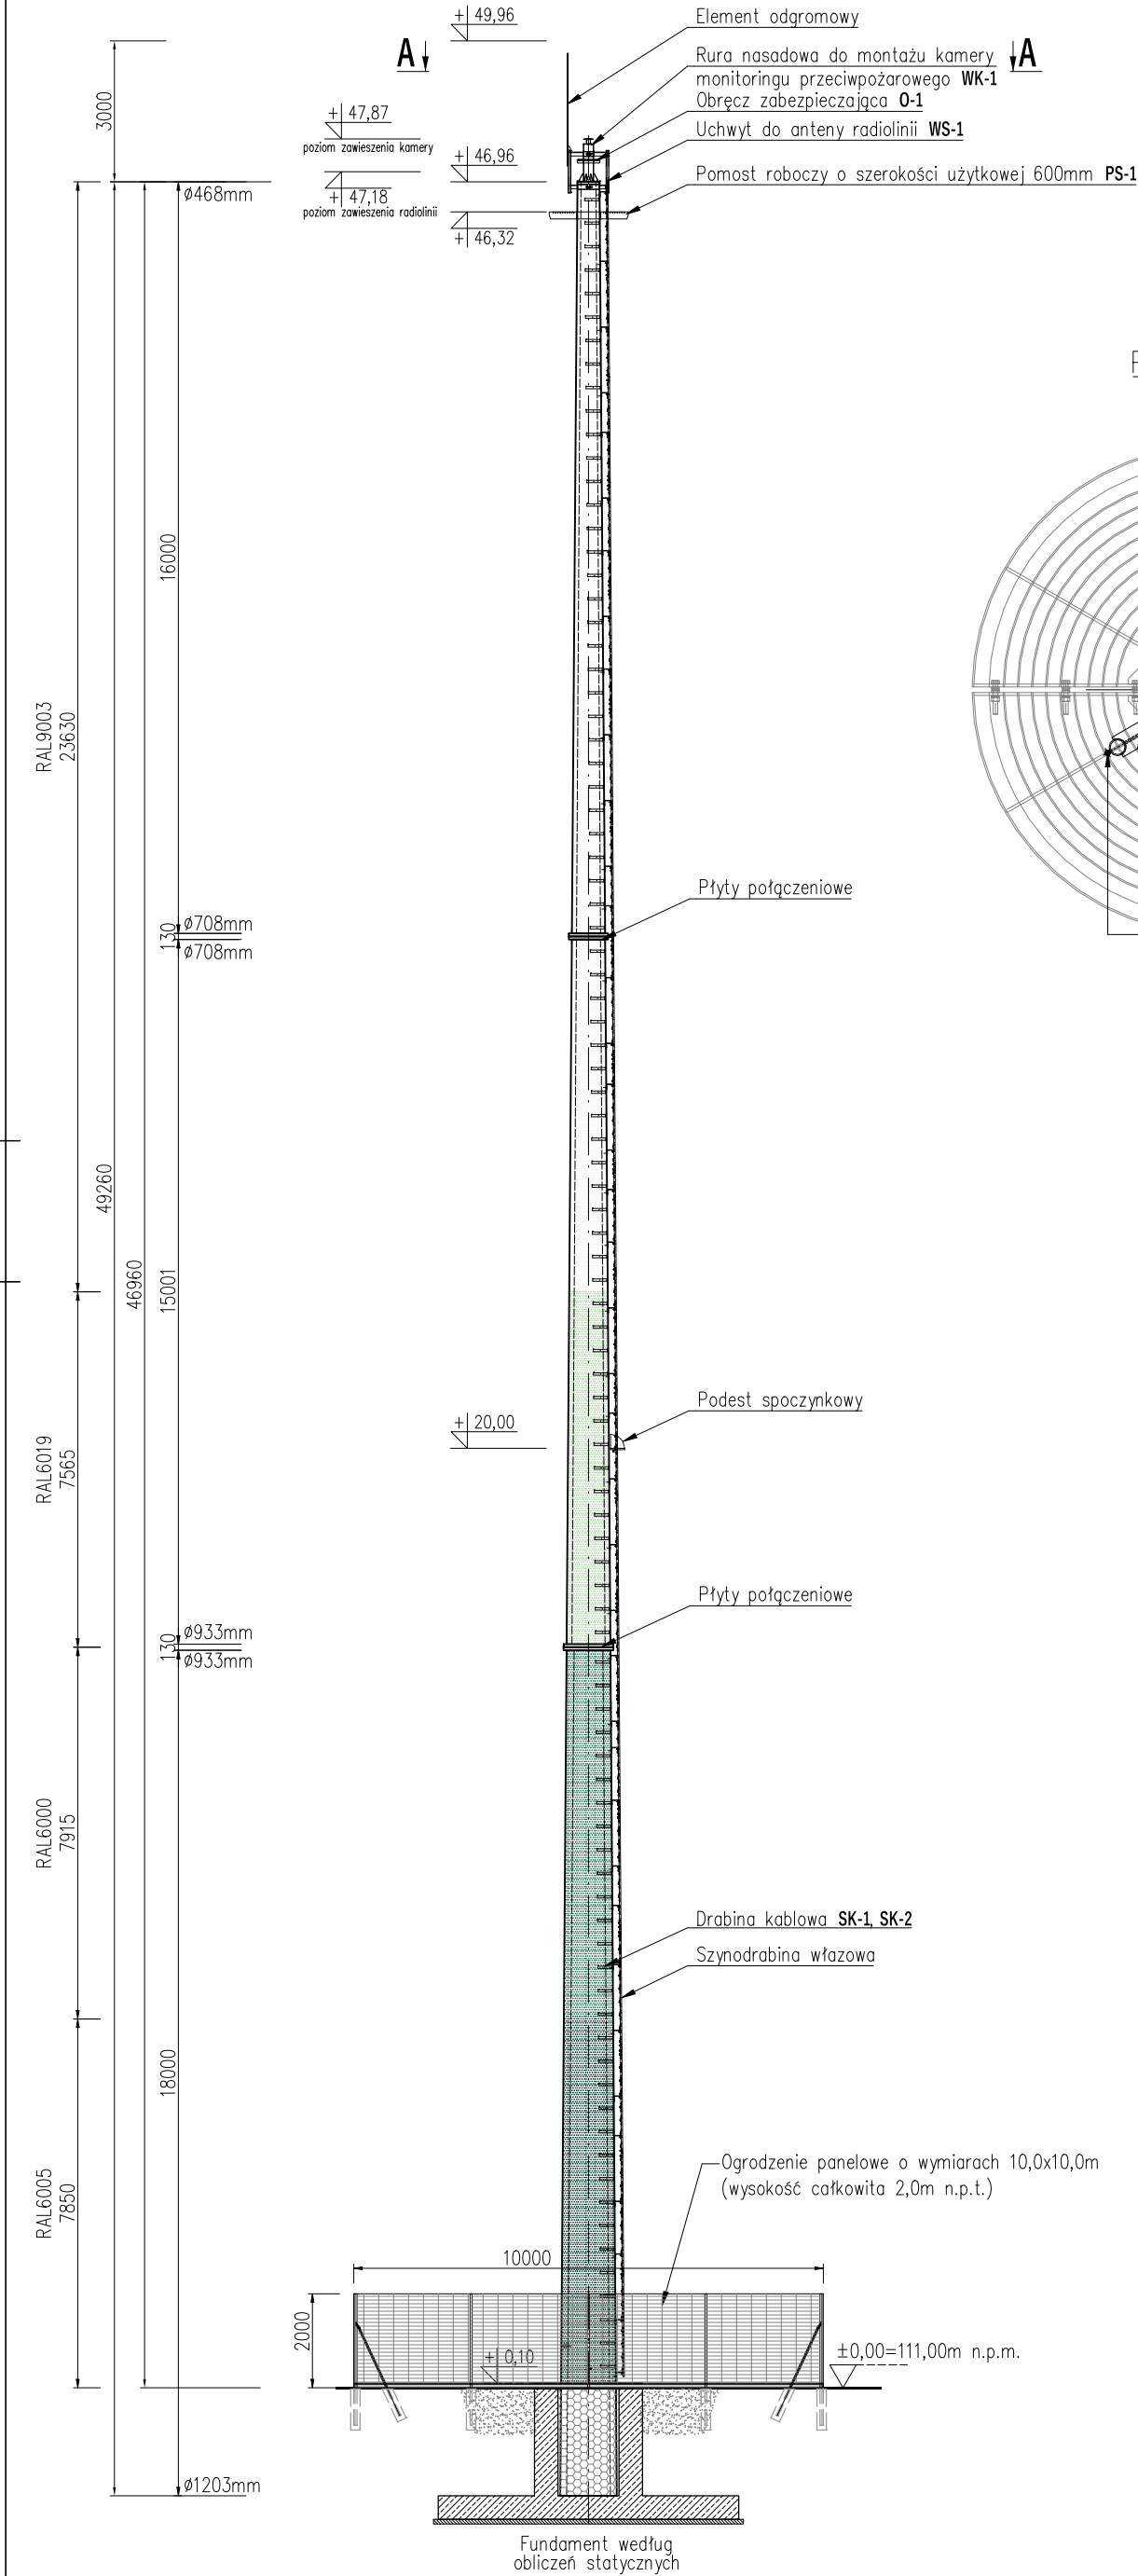 + 49,96
Element odgromowy
A
A
Rura nasadowa do montażu kamery
monitoringu przeciwpożarowego WK-1
Obręcz zabezpieczająca O-1
3000
+ 47,87
poziom zawieszenia kamery
Uchwyt do anteny radiolinii WS-1
+ 46,96
Pomost roboczy o szerokości użytkowej 600mm PS-1
ø468mm
+ 47,18
poziom zawieszenia radiolinii
+ 46,32
16000
RAL9003
23630
Płyty połączeniowe
130
ø708mm
ø708mm
49260
46960
15001
Podest spoczynkowy
+ 20,00
RAL6019
7565
Płyty połączeniowe
130
ø933mm
ø933mm
RAL6000
7915
Drabina kablowa SK-1, SK-2
Szynodrabina włazowa
18000
RAL6005
7850
Ogrodzenie panelowe o wymiarach 10,0x10,0m
(wysokość całkowita 2,0m n.p.t.)
10000
2000
+ 0,10
±0,00=111,00m n.p.m.
ø1203mm
Fundament według
obliczeń statycznych